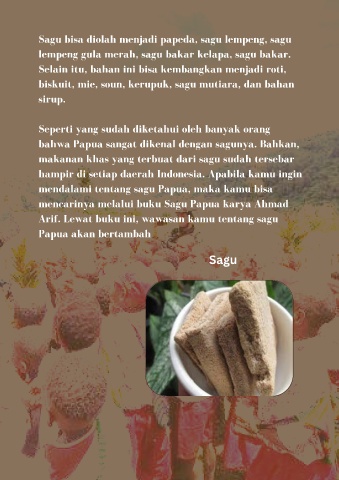 Sagu bisa diolah menjadi papeda, sagu lempeng, sagu
lempeng gula merah, sagu bakar kelapa, sagu bakar.
Selain itu, bahan ini bisa kembangkan menjadi roti,
biskuit, mie, soun, kerupuk, sagu mutiara, dan bahan
sirup.
Seperti yang sudah diketahui oleh banyak orang
bahwa Papua sangat dikenal dengan sagunya. Bahkan,
makanan khas yang terbuat dari sagu sudah tersebar
hampir di setiap daerah Indonesia. Apabila kamu ingin
mendalami tentang sagu Papua, maka kamu bisa
mencarinya melalui buku Sagu Papua karya Ahmad
Arif. Lewat buku ini, wawasan kamu tentang sagu
Papua akan bertambah
Sagu